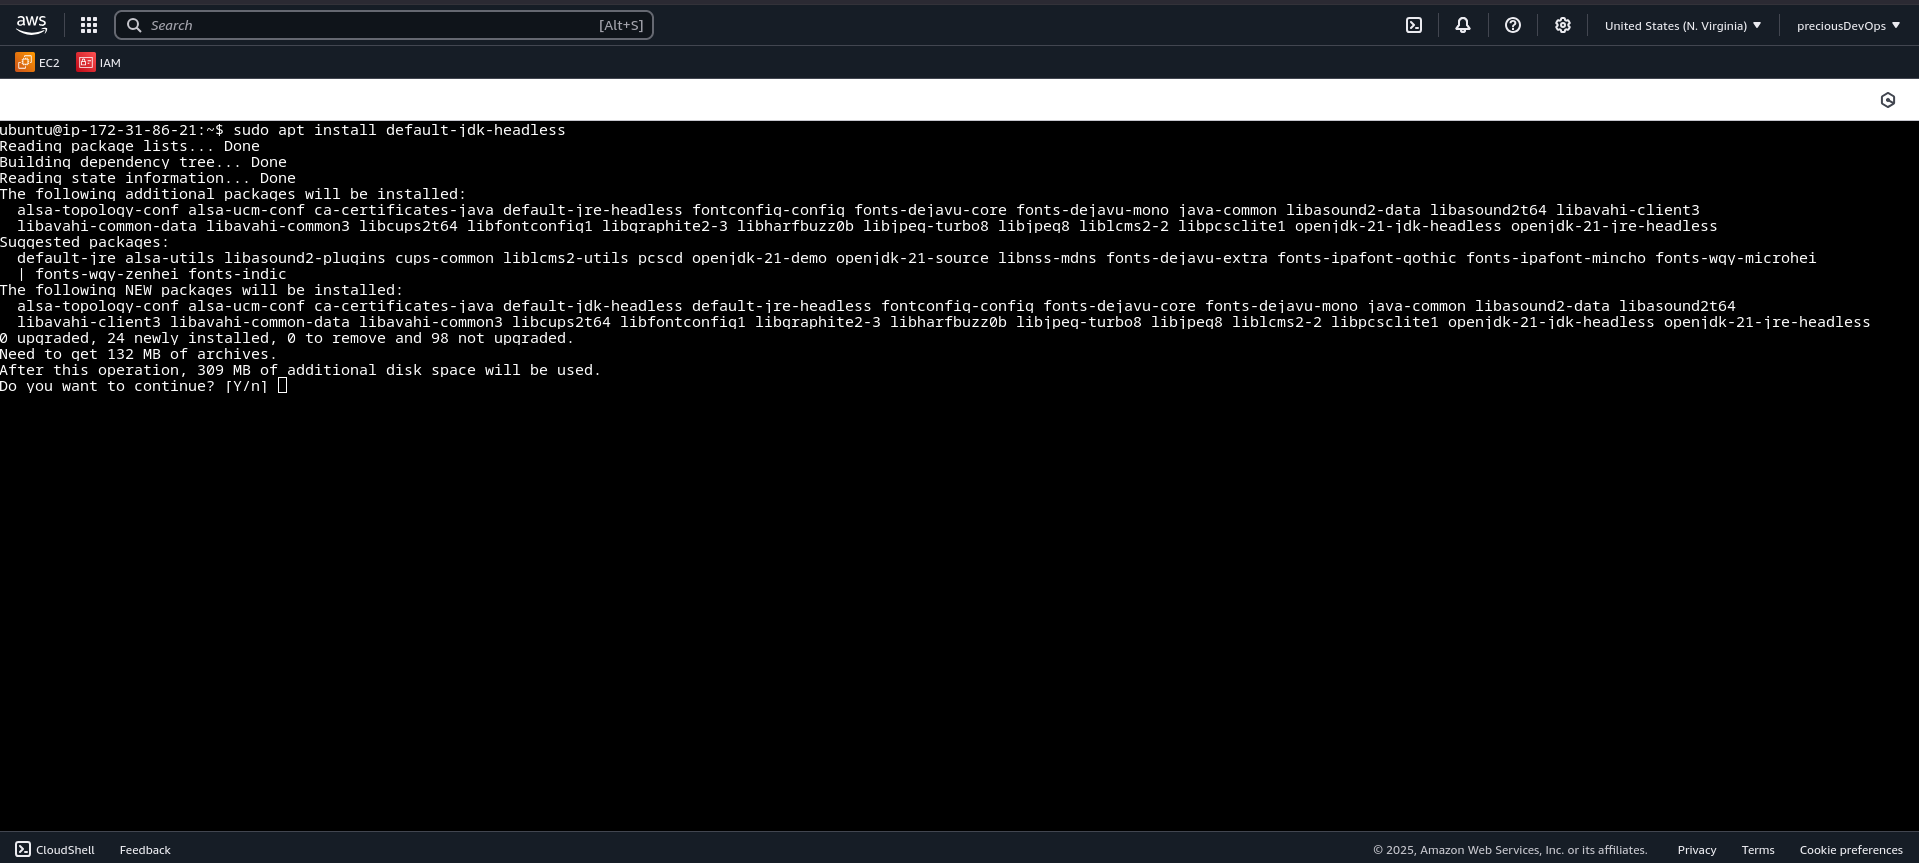 aws
Search [Alt+S]
United States (N. Virginia)
preciousDevOps
EC2 IAM
ubuntu@ip-172-31-86-21:~$ sudo apt install default-jdk-headless
Reading package lists... Done
Building dependency tree... Done
Reading state information... Done
The following additional packages will be installed:
alsa-topology-conf alsa-ucm-conf ca-certificates-java default-jre-headless fontconfig-config fonts-dejavu-core fonts-dejavu-mono java-common libasound2-data libasound2t64 libavahi-client3
libavahi-common-data libavahi-common3 libcups2t64 libfontconfig1 libgraphite2-3 libharfbuzz0b libjpeg-turbo8 libjpeg8 liblcms2-2 libpcsclite1 openjdk-21-jdk-headless openjdk-21-jre-headless
Suggested packages:
default-jre alsa-utils libasound2-plugins cups-common liblcms2-utils pcscd openjdk-21-demo openjdk-21-source libnss-mdns fonts-dejavu-extra fonts-ipafont-gothic fonts-ipafont-mincho fonts-wqy-microhei
| fonts-wqy-zenhei fonts-indic
The following NEW packages will be installed:
alsa-topology-conf alsa-ucm-conf ca-certificates-java default-jdk-headless default-jre-headless fontconfig-config fonts-dejavu-core fonts-dejavu-mono java-common libasound2-data libasound2t64
libavahi-client3 libavahi-common-data libavahi-common3 libcups2t64 libfontconfig1 libgraphite2-3 libharfbuzz0b libjpeg-turbo8 libjpeg8 liblcms2-2 libpcsclite1 openjdk-21-jdk-headless openjdk-21-jre-headless
0 upgraded, 24 newly installed, 0 to remove and 98 not upgraded.
Need to get 132 MB of archives.
After this operation, 309 MB of additional disk space will be used.
Do you want to continue? [Y/n]
CloudShell Feedback © 2025, Amazon Web Services, Inc. or its affiliates. Privacy Terms Cookie preferences